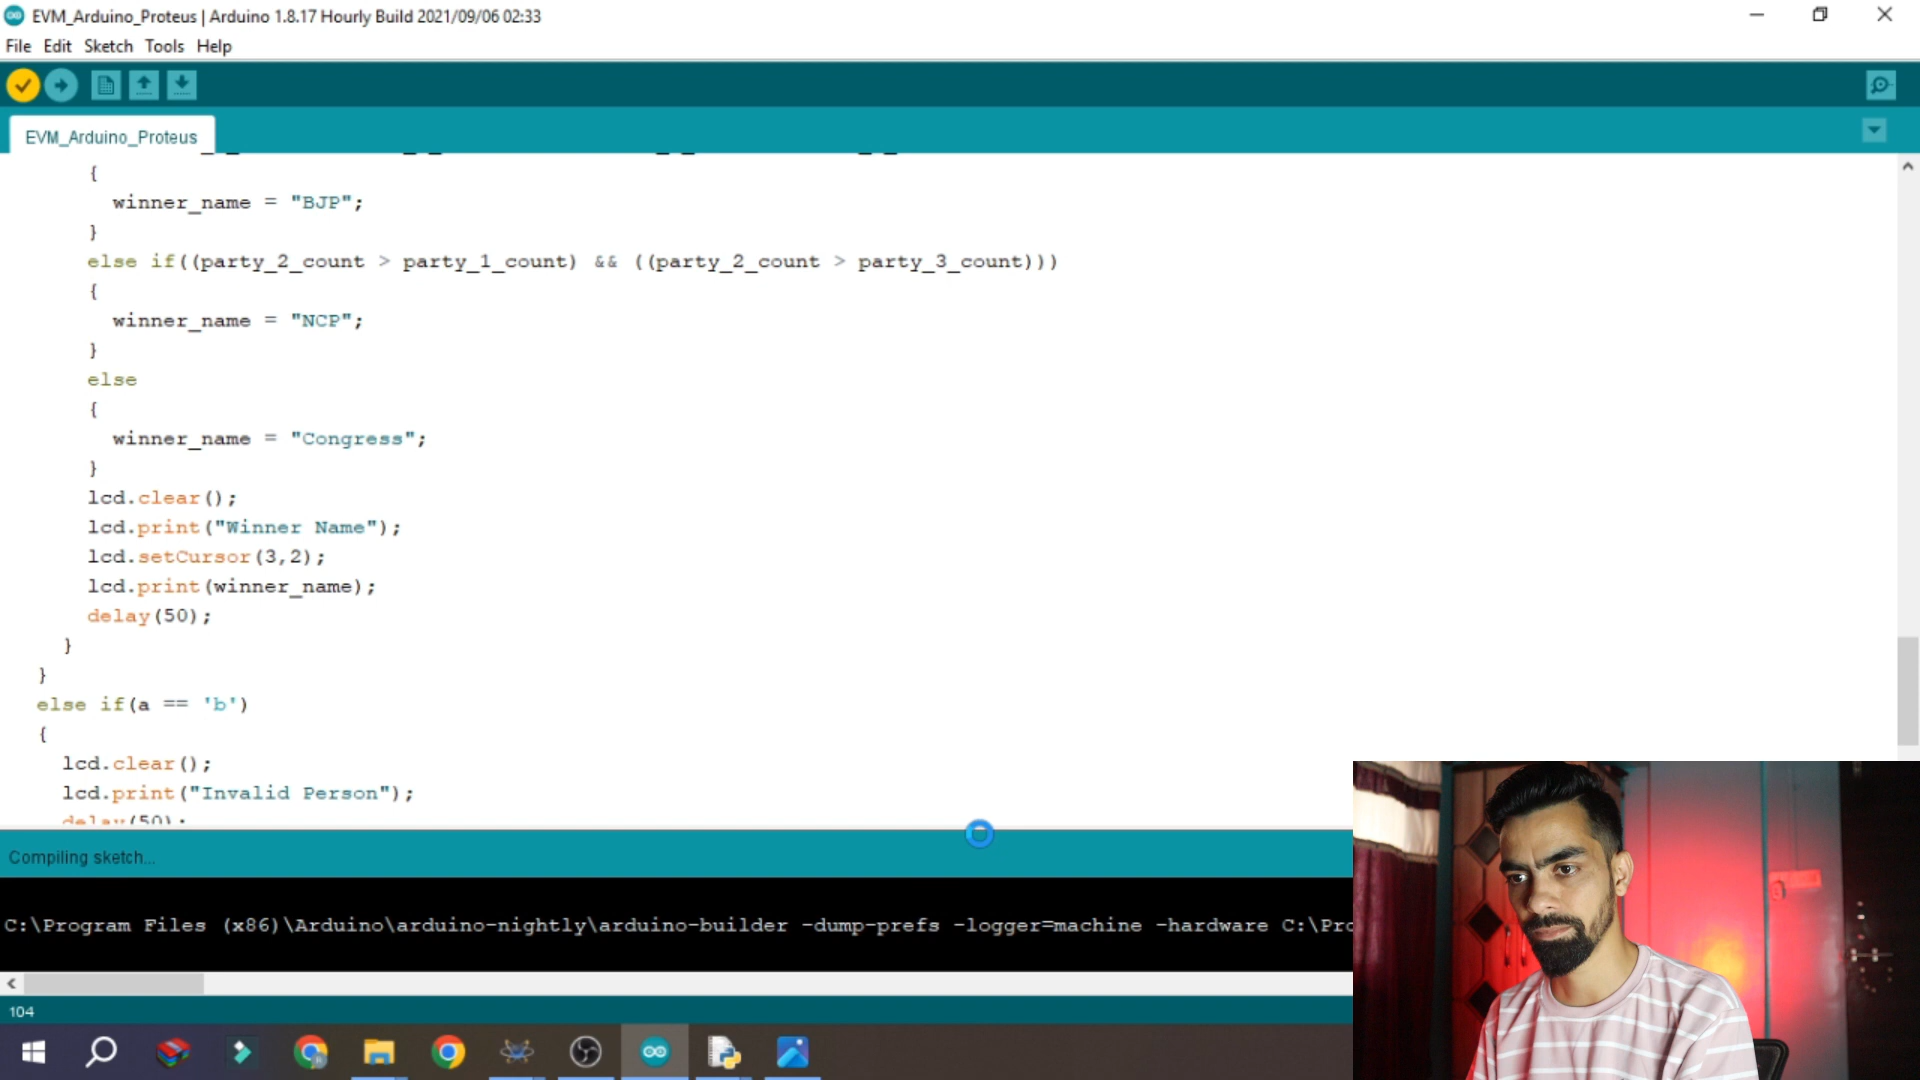 EVM_Arduino_Proteus | Arduino 1.8.17 Hourly Build 2021/09/06 02:33
File Edit Sketch Tools Help
EVM_Arduino_Proteus
{
winner_name = "BJP";
}
else if((party_2_count > party_1_count) && ((party_2_count > party_3_count)))
{
winner_name = "NCP";
}
else
{
winner_name = "Congress";
}
lcd.clear();
lcd.print("Winner Name");
lcd.setCursor(3,2);
lcd.print(winner_name);
delay(50);
}
}
else if(a == 'b')
{
lcd.clear();
lcd.print("Invalid Person");
delay(50);
Compiling sketch...
C:\Program Files (x86)\Arduino\arduino-nightly\arduino-builder -dump-prefs -logger=machine -hardware C:\Pro
104